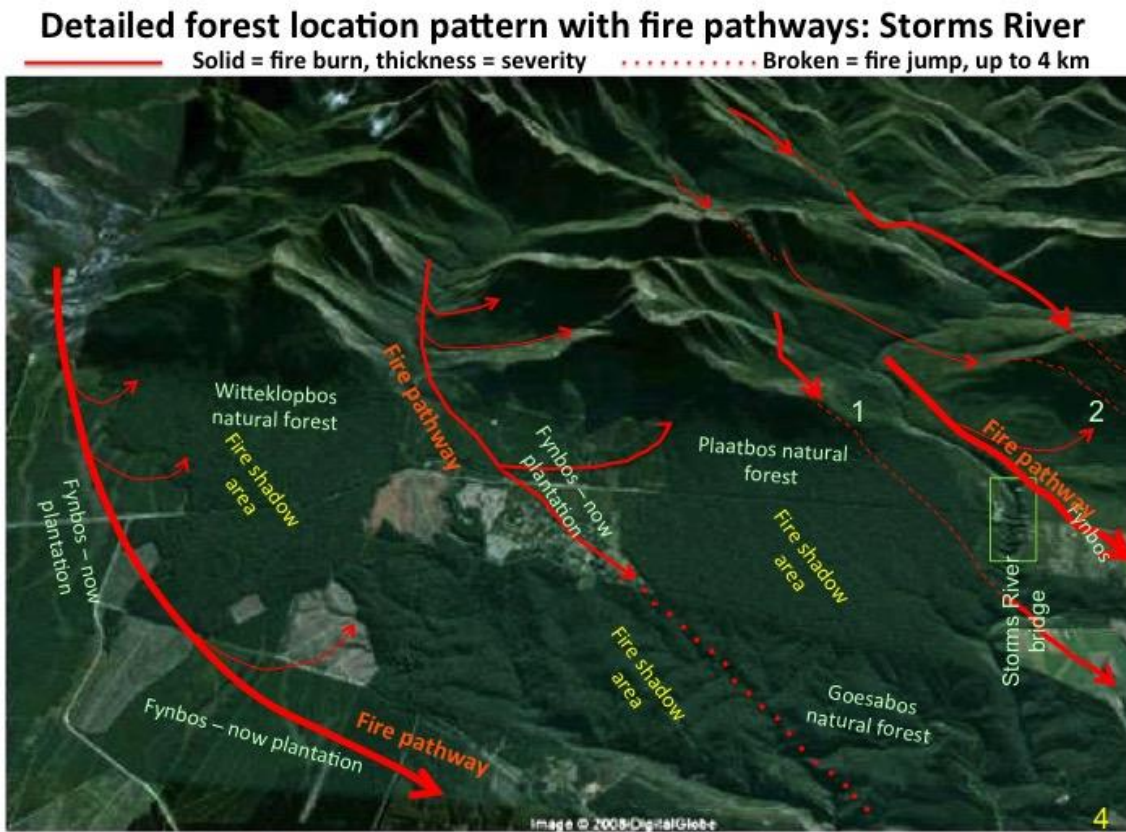 Detailed forest location pattern with fire pathways: Storms River
Solid = fire burn, thickness = severity
Broken = fire jump, up to 4 km
Witteklopbos
natural forest
Fire shadow
area
Fire pathway
Fynbos – now
plantation
Plaatbos natural
forest
1
2
Fire pathway
Fynbos
Fire shadow
area
Fynbos – now
plantation
Storms River
bridge
Fire shadow
area
Goesabos
natural forest
Fynbos – now plantation
Fire pathway
Image © 2008 DigitalGlobe
4